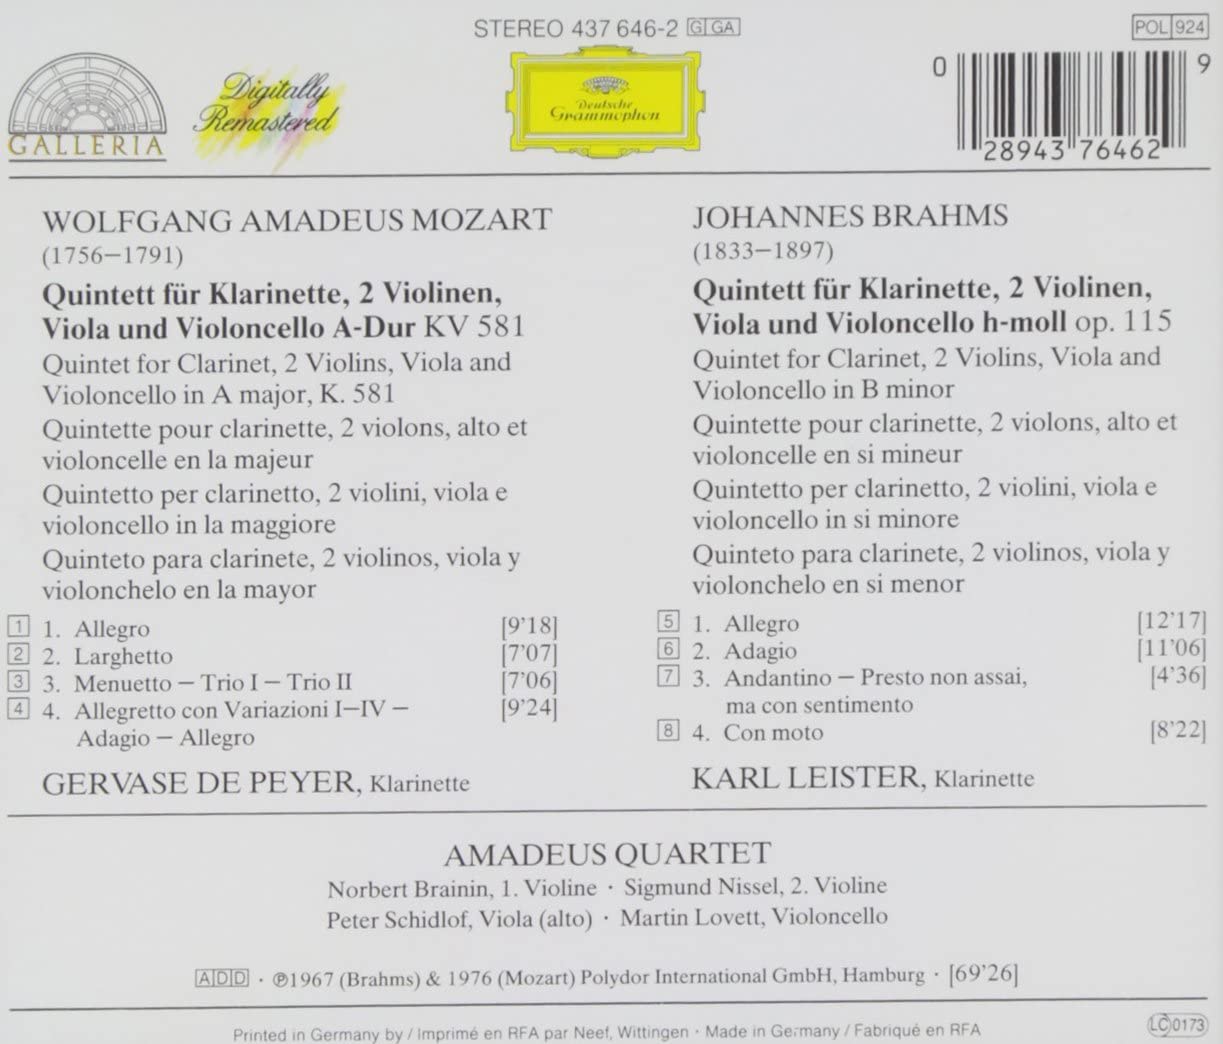 STEREO 437 646-2 G GA
POL 924
GALLERIA
Digitally
Remastered
Deutsche
Grammophon
0 28943 76462 9
WOLFGANG AMADEUS MOZART
(1756–1791)
Quintett für Klarinette, 2 Violinen,
Viola und Violoncello A-Dur KV 581
Quintet for Clarinet, 2 Violins, Viola and
Violoncello in A major, K. 581
Quintette pour clarinette, 2 violons, alto et
violoncelle en la majeur
Quintetto per clarinetto, 2 violini, viola e
violoncello in la maggiore
Quinteto para clarinete, 2 violinos, viola y
violonchelo en la mayor
1 1. Allegro [9'18]
2 2. Larghetto [7'07]
3 3. Menuetto – Trio I – Trio II [7'06]
4 4. Allegretto con Variazioni I–IV – [9'24]
Adagio – Allegro
GERVASE DE PEYER, Klarinette
JOHANNES BRAHMS
(1833–1897)
Quintett für Klarinette, 2 Violinen,
Viola und Violoncello h-moll op. 115
Quintet for Clarinet, 2 Violins, Viola and
Violoncello in B minor
Quintette pour clarinette, 2 violons, alto et
violoncelle en si mineur
Quintetto per clarinetto, 2 violini, viola e
violoncello in si minore
Quinteto para clarinete, 2 violinos, viola y
violonchelo en si menor
5 1. Allegro [12'17]
6 2. Adagio [11'06]
7 3. Andantino – Presto non assai, [4'36]
ma con sentimento
8 4. Con moto [8'22]
KARL LEISTER, Klarinette
AMADEUS QUARTET
Norbert Brainin, 1. Violine · Sigmund Nissel, 2. Violine
Peter Schidlof, Viola (alto) · Martin Lovett, Violoncello
ADD · ℗1967 (Brahms) & 1976 (Mozart) Polydor International GmbH, Hamburg · [69'26]
Printed in Germany by / Imprimé en RFA par Neef, Wittingen · Made in Germany / Fabriqué en RFA
LC 0173